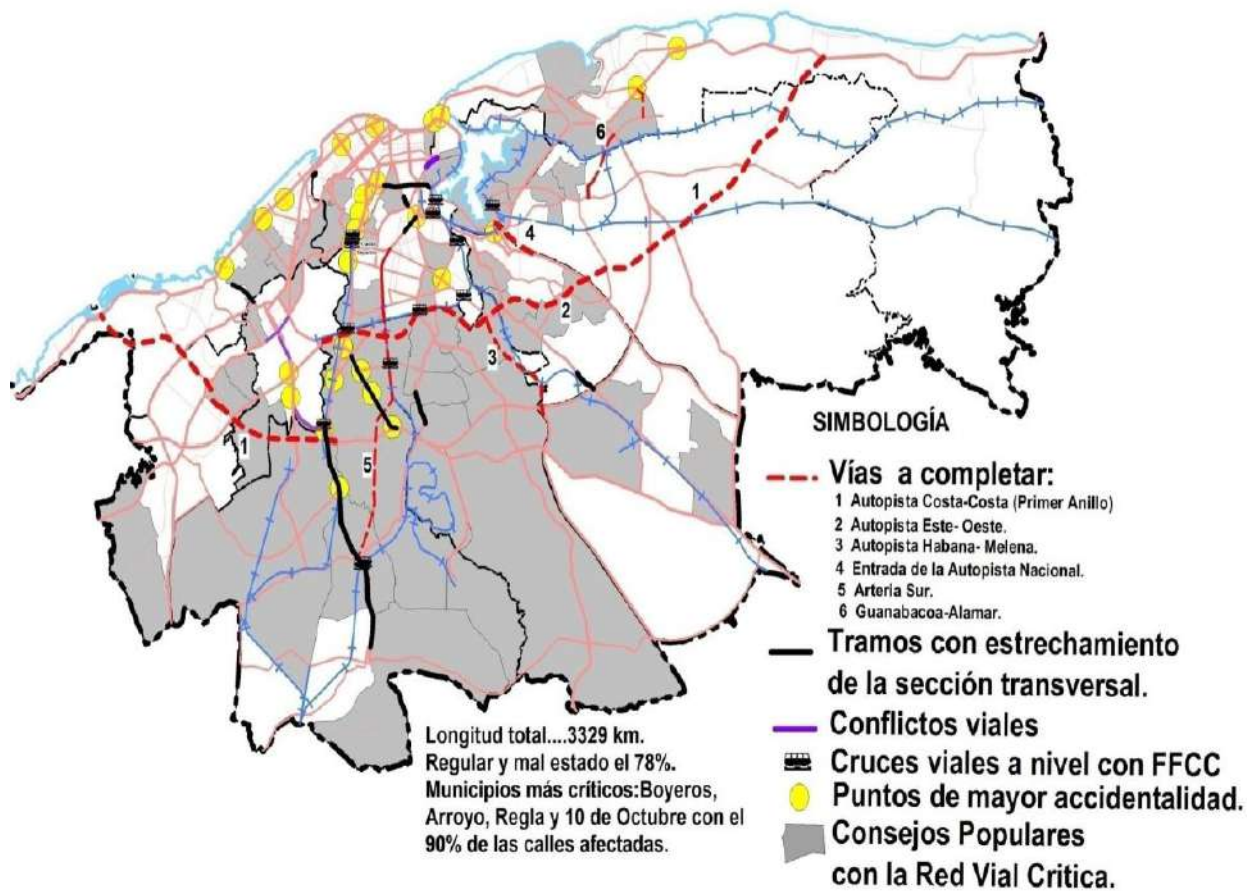 6
1
4
2
3
1
5
SIMBOLOGÍA
Vías a completar:
1 Autopista Costa-Costa (Primer Anillo)
2 Autopista Este- Oeste.
3 Autopista Habana- Melena.
4 Entrada de la Autopista Nacional.
5 Arteria Sur.
6 Guanabacoa-Alamar.
Tramos con estrechamiento
de la sección transversal.
Conflictos viales
Cruces viales a nivel con FFCC
Puntos de mayor accidentalidad.
Consejos Populares
con la Red Vial Critica.
Longitud total....3329 km.
Regular y mal estado el 78%.
Municipios más críticos:Boyeros,
Arroyo, Regla y 10 de Octubre con el
90% de las calles afectadas.